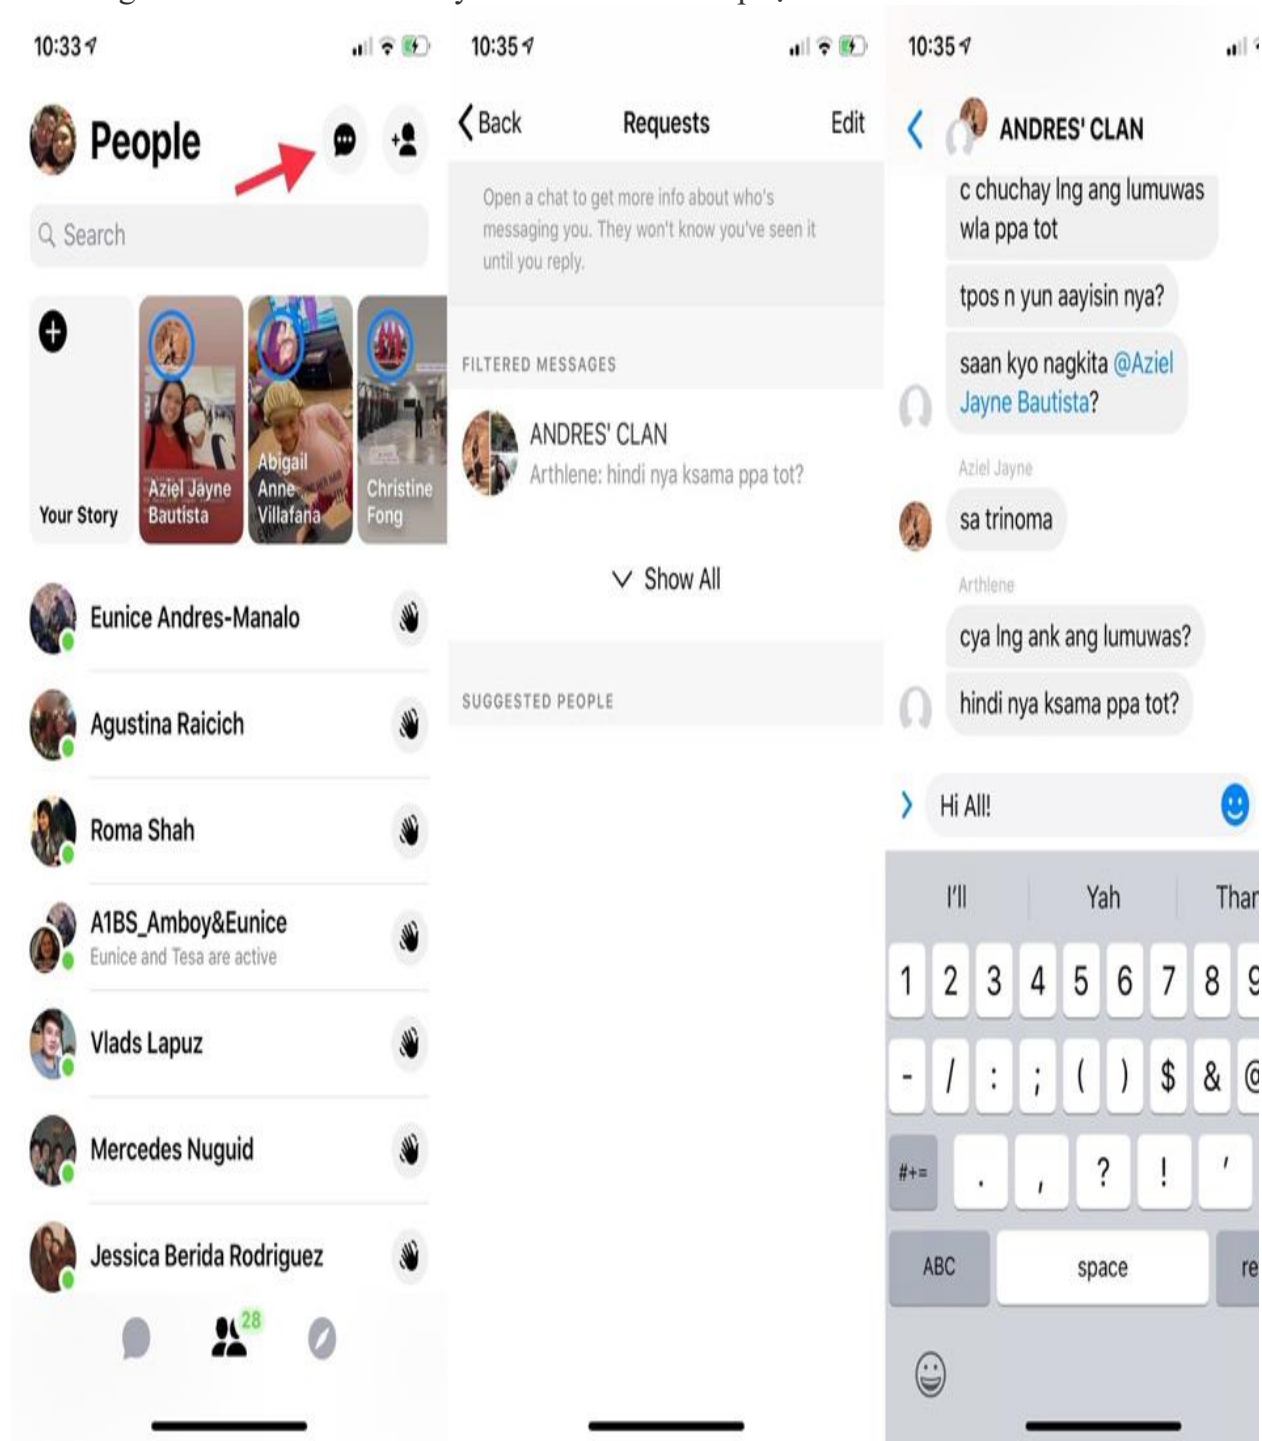 10:33
People
Search
Your Story
Aziel Jayne
Bautista
Abigail
Anne
Villafana
Christine
Fong
Eunice Andres-Manalo
Agustina Raicich
Roma Shah
A1BS_Amboy&Eunice
Eunice and Tesa are active
Vlads Lapuz
Mercedes Nuguid
Jessica Berida Rodriguez
28
10:35
Back
Requests
Edit
Open a chat to get more info about who's
messaging you. They won't know you've seen it
until you reply.
FILTERED MESSAGES
ANDRES' CLAN
Arthlene: hindi nya ksama ppa tot?
Show All
SUGGESTED PEOPLE
10:35
ANDRES' CLAN
c chuchay lng ang lumuwas
wla ppa tot
tpos n yun aayisin nya?
saan kyo nagkita @Aziel
Jayne Bautista?
Aziel Jayne
sa trinoma
Arthlene
cya lng ank ang lumuwas?
hindi nya ksama ppa tot?
Hi All!
I'll Yah
1 2 3 4 5 6 7 8 9
- / : ; ( ) $ & @
#+= . , ? ! '
ABC space